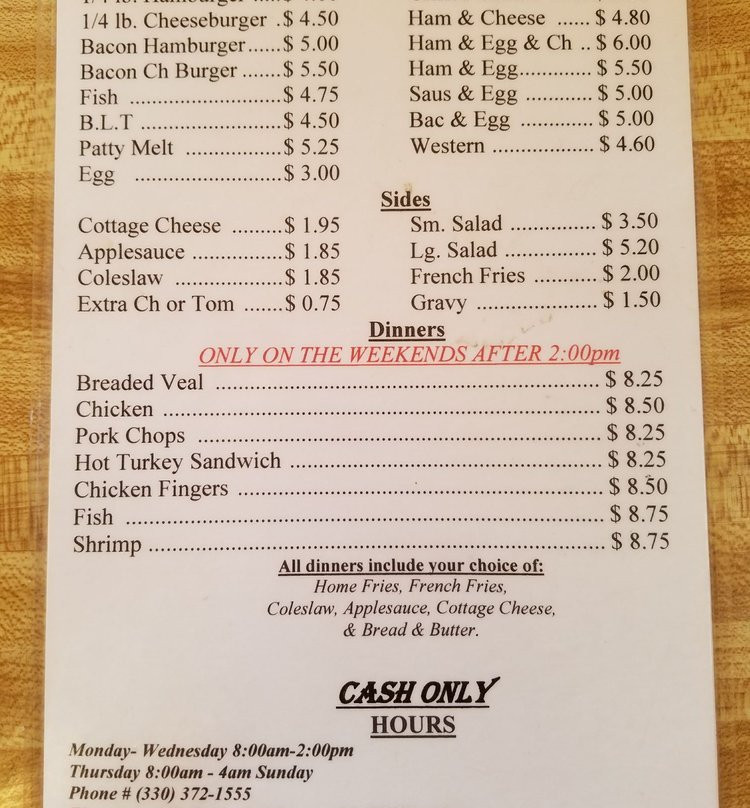 1/4 lb. Cheeseburger .$ 4.50
Bacon Hamburger......$ 5.00
Bacon Ch Burger .......$ 5.50
Fish ........................$ 4.75
B.L.T ......................$ 4.50
Patty Melt .................$ 5.25
Egg .......................$ 3.00
Ham & Cheese ...... $ 4.80
Ham & Egg & Ch .. $ 6.00
Ham & Egg............. $ 5.50
Saus & Egg ............ $ 5.00
Bac & Egg ............. $ 5.00
Western ................... $ 4.60
Sides
Cottage Cheese .........$ 1.95
Applesauce ................$ 1.85
Coleslaw ...................$ 1.85
Extra Ch or Tom .......$ 0.75
Sm. Salad ................ $ 3.50
Lg. Salad ................. $ 5.20
French Fries ............ $ 2.00
Gravy ....................... $ 1.50
Dinners
ONLY ON THE WEEKENDS AFTER 2:00pm
Breaded Veal ................................................................ $ 8.25
Chicken ........................................................................ $ 8.50
Pork Chops ................................................................... $ 8.25
Hot Turkey Sandwich ................................................... $ 8.25
Chicken Fingers ............................................................ $ 8.50
Fish .............................................................................. $ 8.75
Shrimp .......................................................................... $ 8.75
All dinners include your choice of:
Home Fries, French Fries,
Coleslaw, Applesauce, Cottage Cheese,
& Bread & Butter.
CASH ONLY
HOURS
Monday- Wednesday 8:00am-2:00pm
Thursday 8:00am - 4am Sunday
Phone # (330) 372-1555